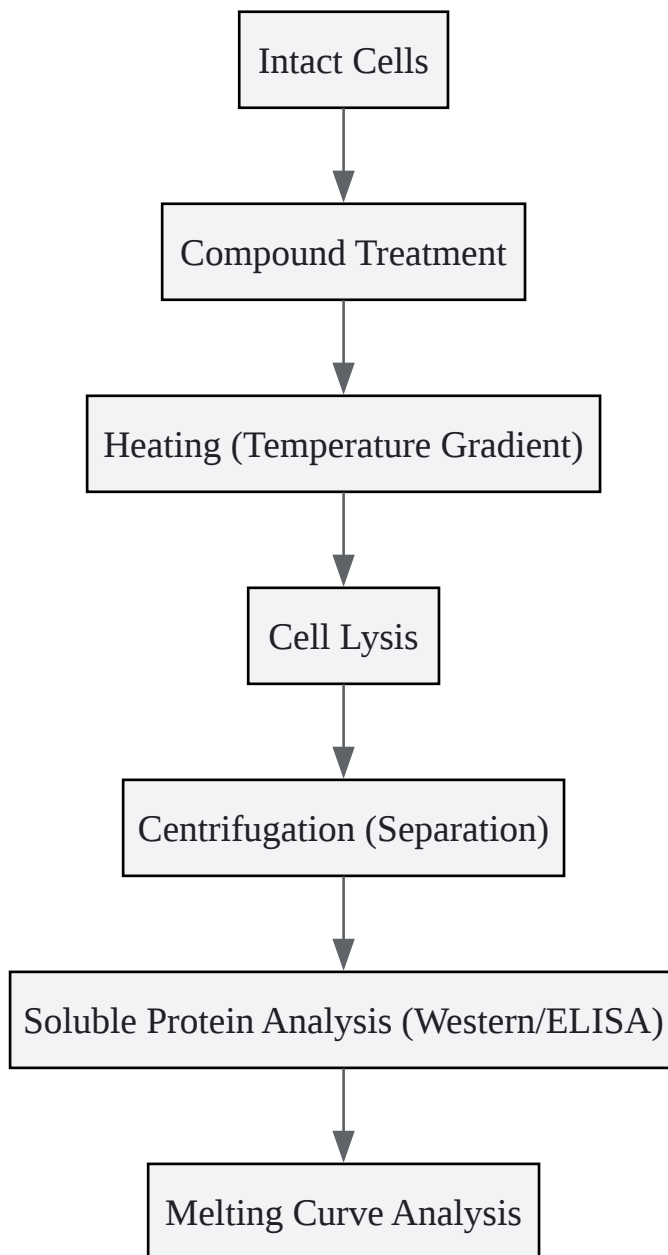 Intact Cells
Compound Treatment
Heating (Temperature Gradient)
Cell Lysis
Centrifugation (Separation)
Soluble Protein Analysis (Western/ELISA)
Melting Curve Analysis